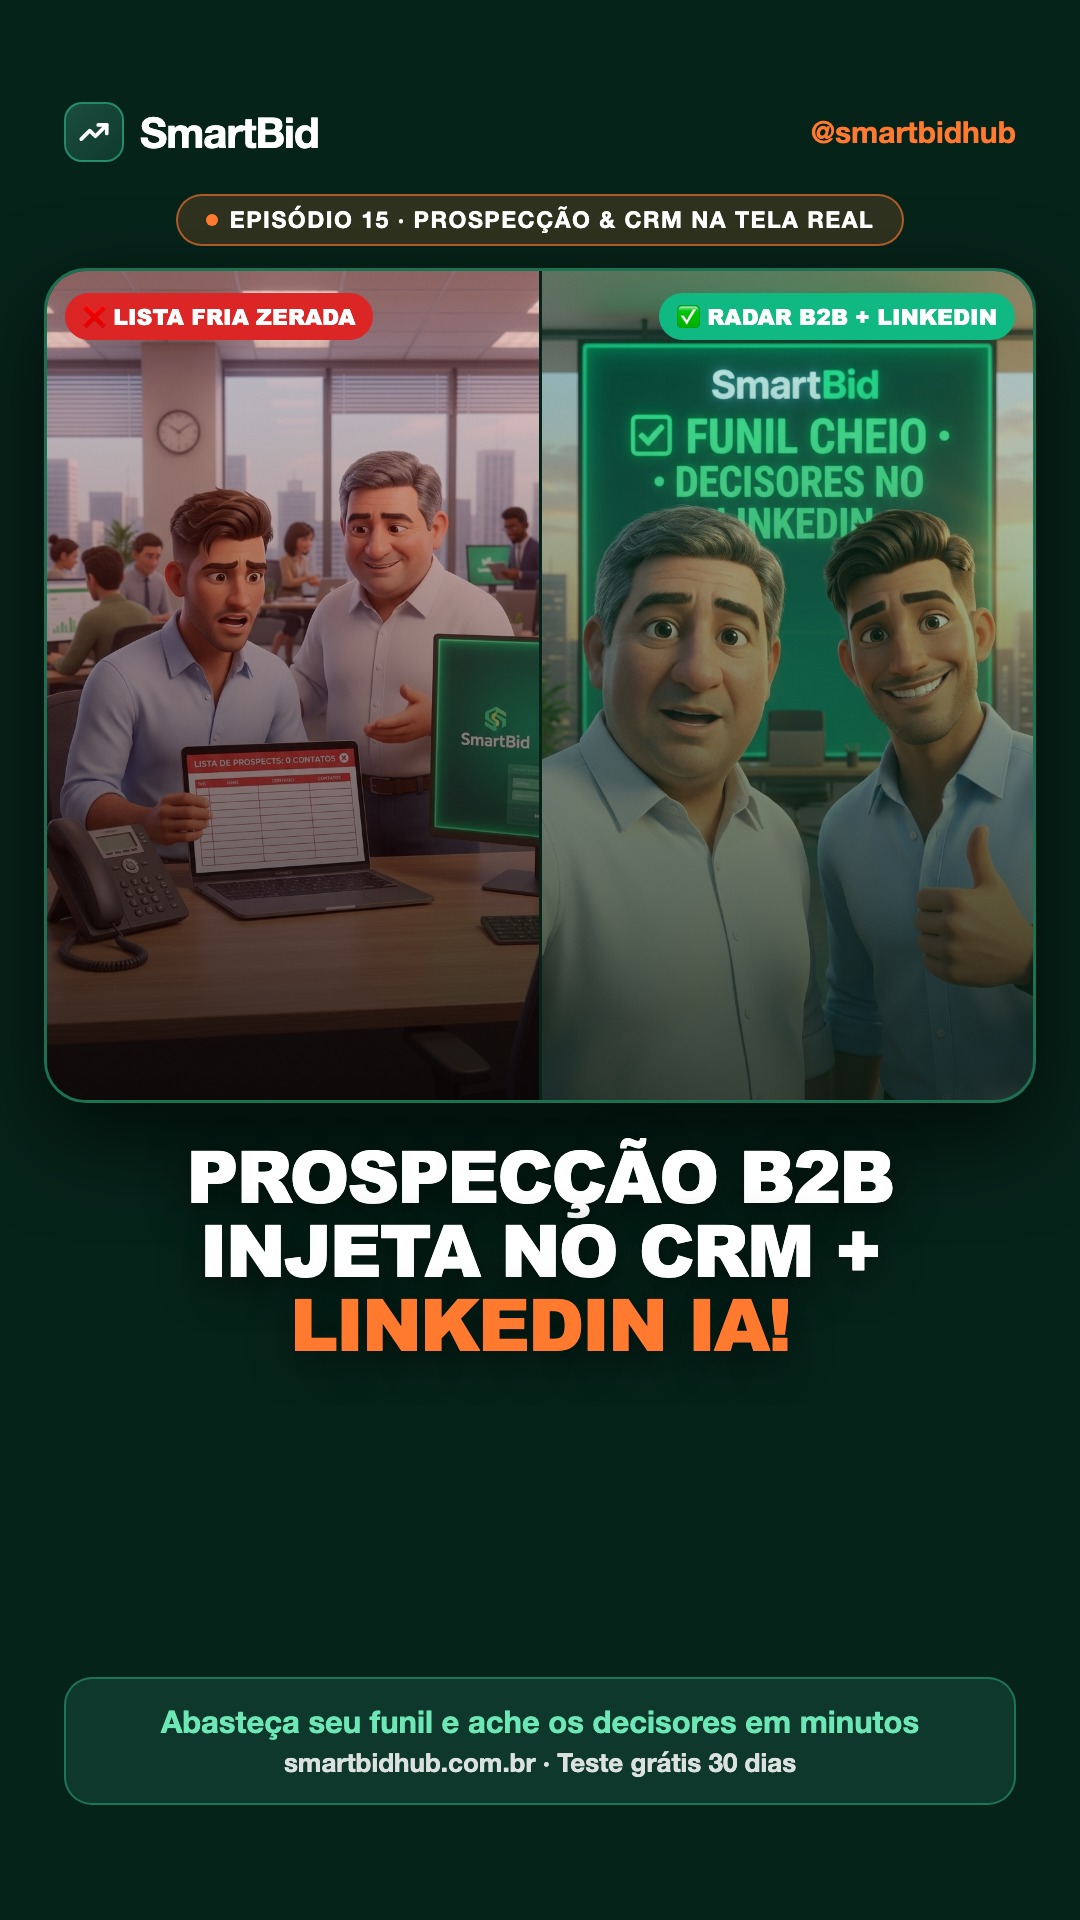 SmartBid
@smartbidhub
EPISÓDIO 15 · PROSPECÇÃO & CRM NA TELA REAL
❌ LISTA FRIA ZERADA
✅ RADAR B2B + LINKEDIN
SmartBid
FUNIL CHEIO •
• DECISORES NO
LINKEDIN
SmartBid
LISTA DE PROSPECTS: 0 CONTATOS
PROSPECÇÃO B2B
INJETA NO CRM +
LINKEDIN IA!
Abasteça seu funil e ache os decisores em minutos
smartbidhub.com.br · Teste grátis 30 dias